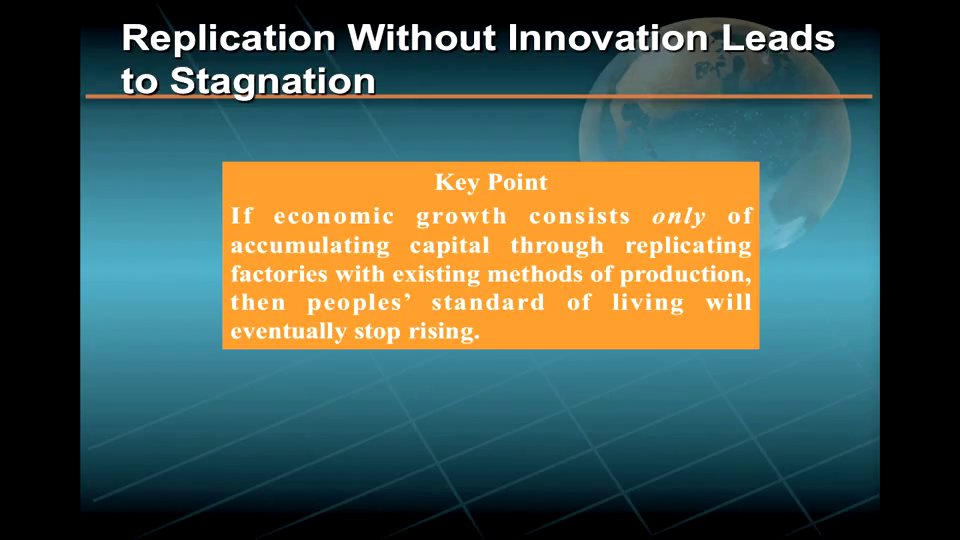 Replication Without Innovation Leads
to Stagnation
Key Point
If economic growth consists only of
accumulating capital through replicating
factories with existing methods of production,
then peoples’ standard of living will
eventually stop rising.